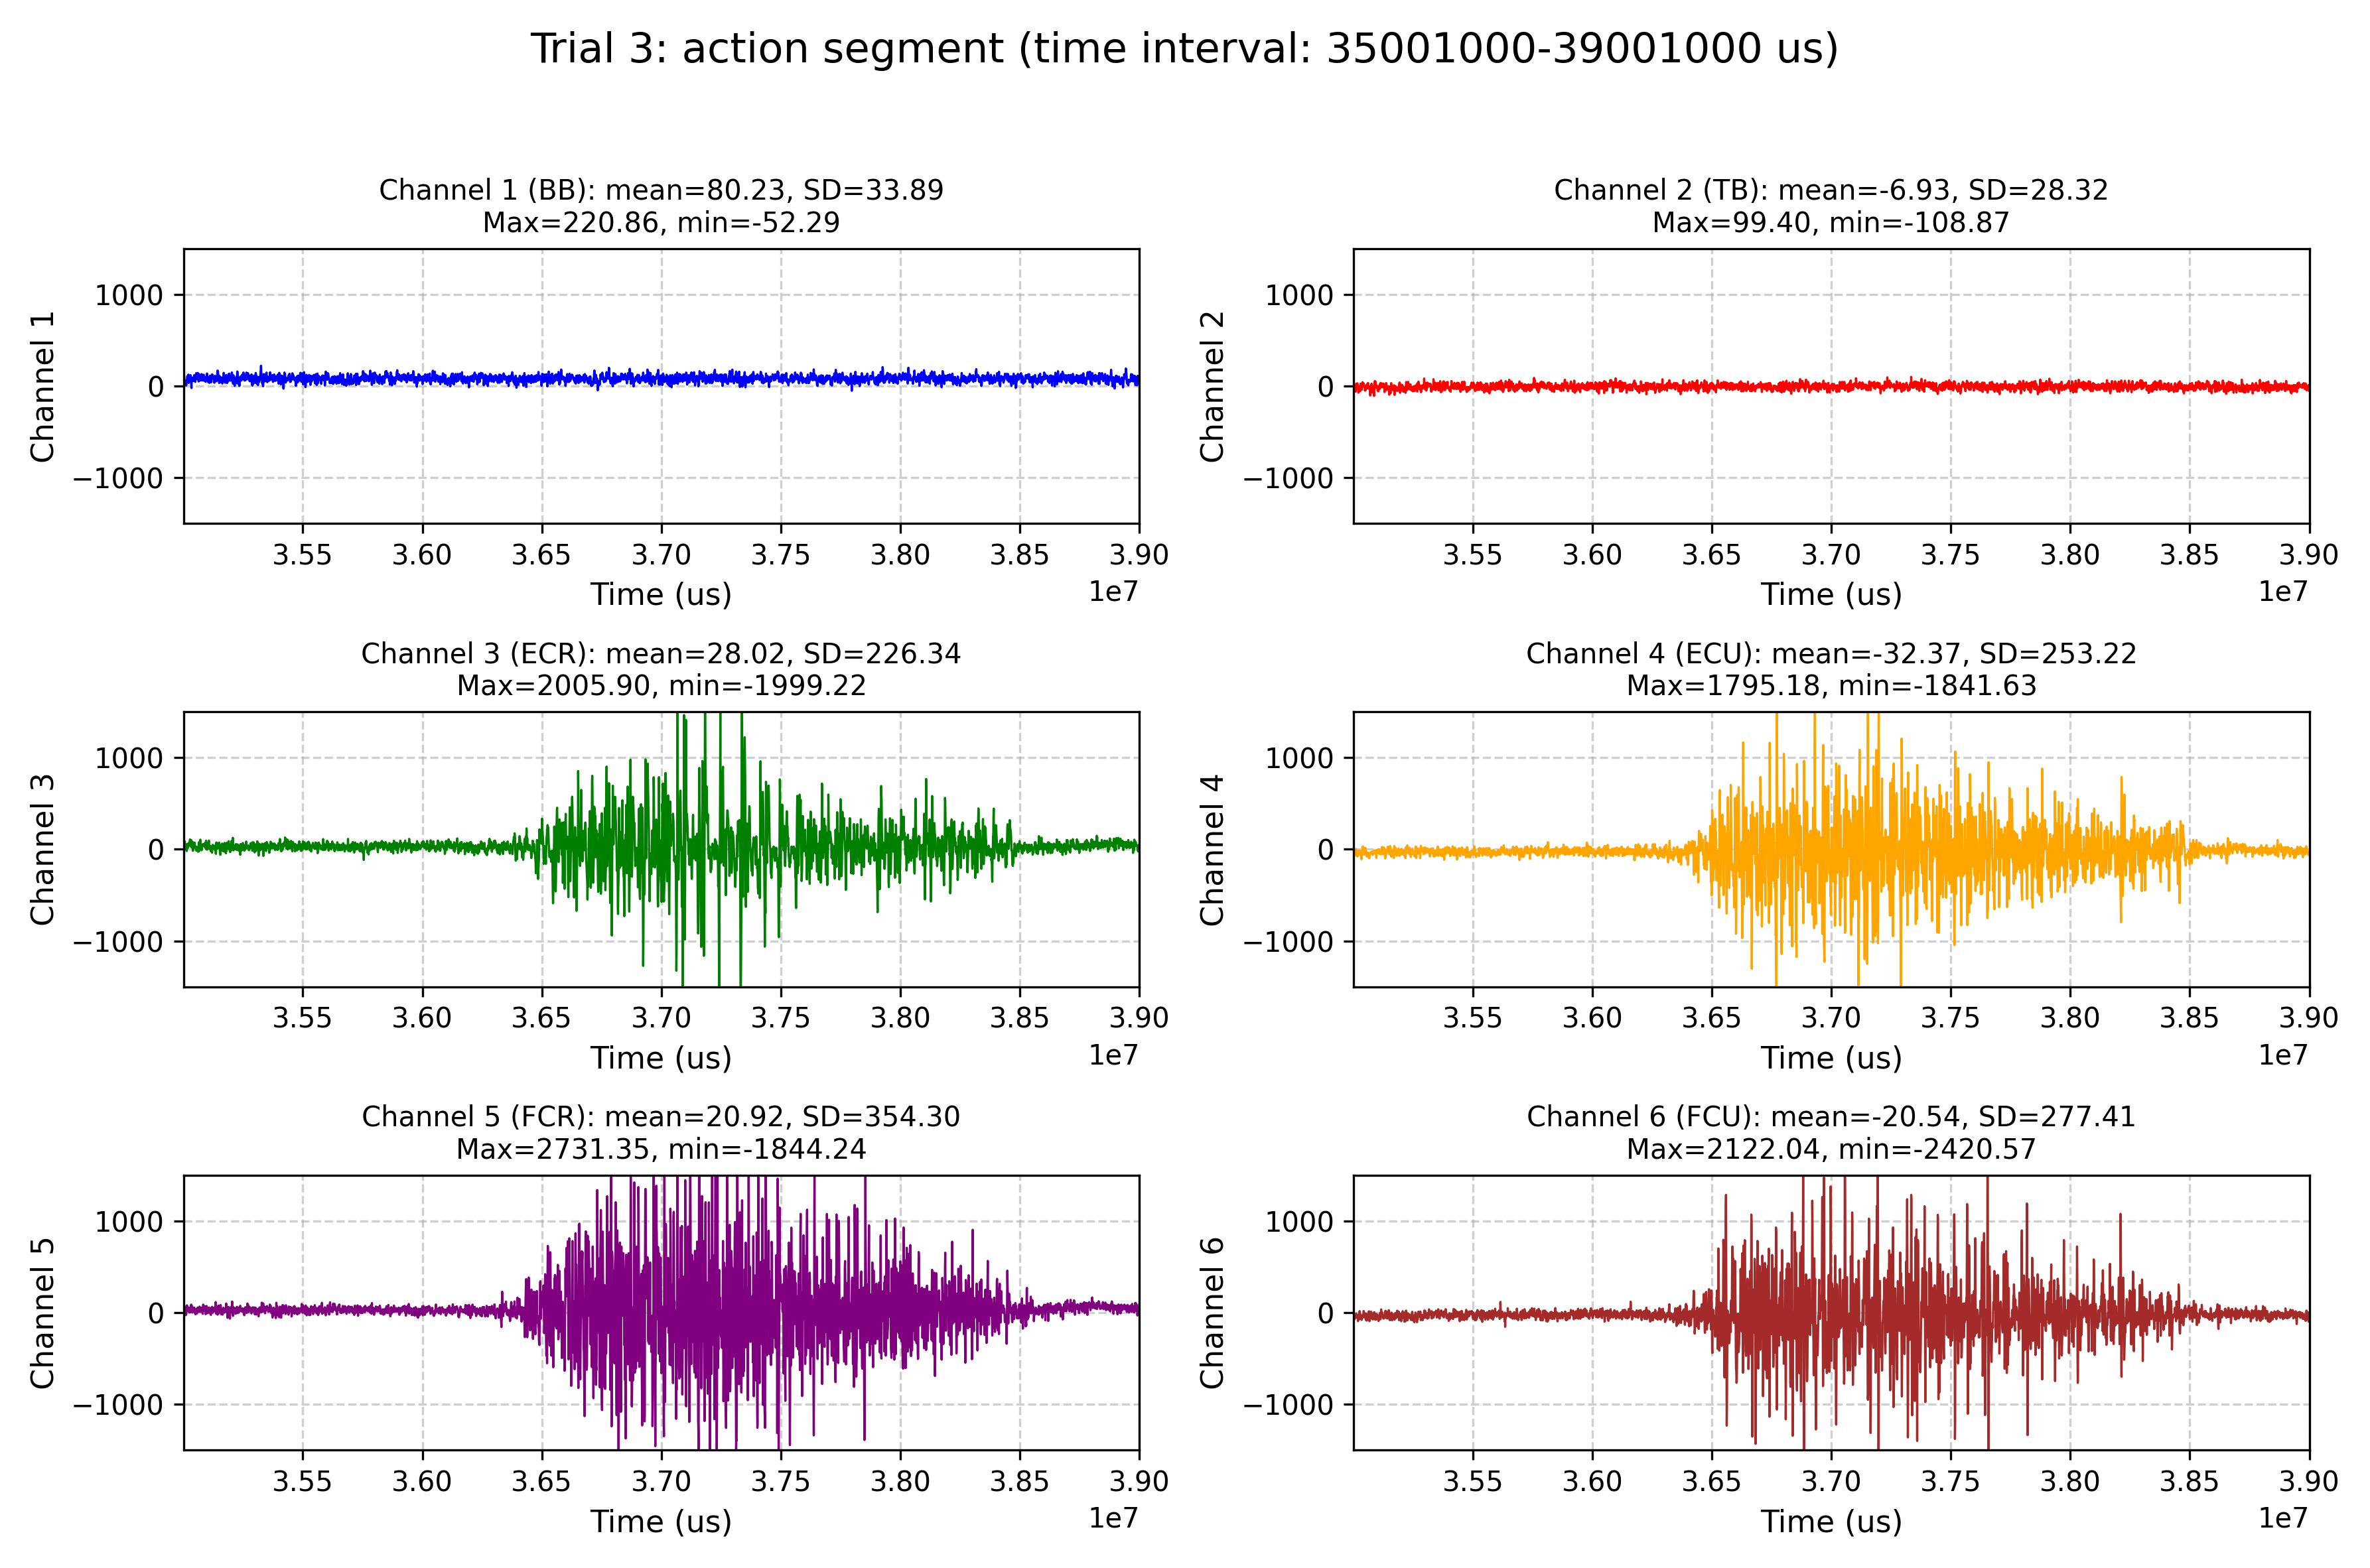 Trial 3: action segment (time interval: 35001000-39001000 us)
Channel 1 (BB): mean=80.23, SD=33.89
Max=220.86, min=-52.29
1000
0
−1000
Channel 1
3.55 3.60 3.65 3.70 3.75 3.80 3.85 3.90
1e7
Time (us)
Channel 2 (TB): mean=-6.93, SD=28.32
Max=99.40, min=-108.87
1000
0
−1000
Channel 2
3.55 3.60 3.65 3.70 3.75 3.80 3.85 3.90
1e7
Time (us)
Channel 3 (ECR): mean=28.02, SD=226.34
Max=2005.90, min=-1999.22
1000
0
−1000
Channel 3
3.55 3.60 3.65 3.70 3.75 3.80 3.85 3.90
1e7
Time (us)
Channel 4 (ECU): mean=-32.37, SD=253.22
Max=1795.18, min=-1841.63
1000
0
−1000
Channel 4
3.55 3.60 3.65 3.70 3.75 3.80 3.85 3.90
1e7
Time (us)
Channel 5 (FCR): mean=20.92, SD=354.30
Max=2731.35, min=-1844.24
1000
0
−1000
Channel 5
3.55 3.60 3.65 3.70 3.75 3.80 3.85 3.90
1e7
Time (us)
Channel 6 (FCU): mean=-20.54, SD=277.41
Max=2122.04, min=-2420.57
1000
0
−1000
Channel 6
3.55 3.60 3.65 3.70 3.75 3.80 3.85 3.90
1e7
Time (us)